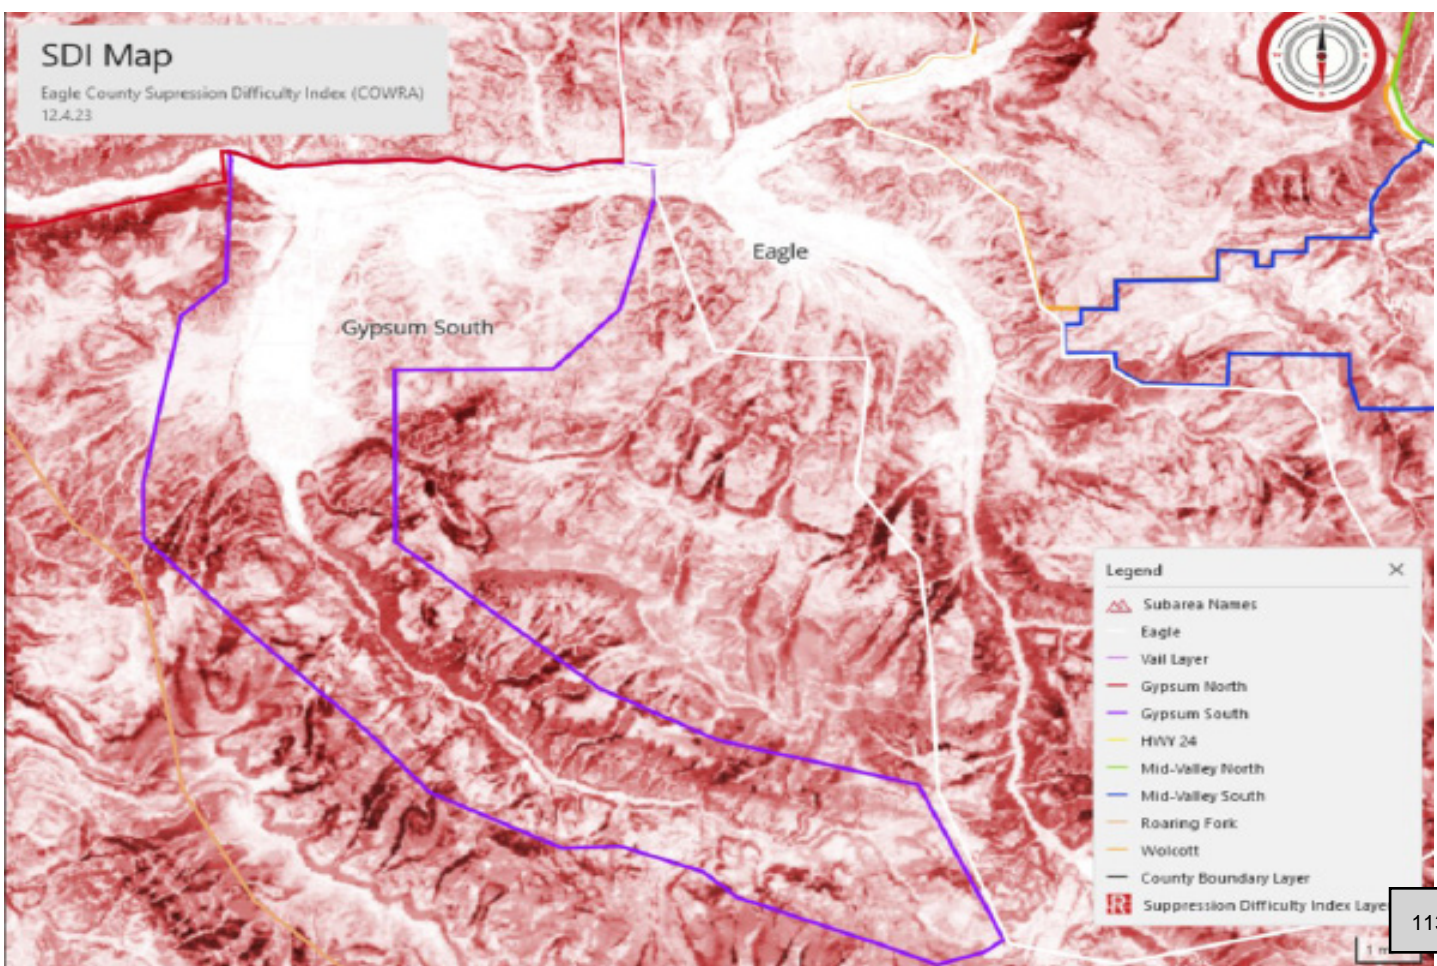 SDI Map
Eagle County Supression Difficulty Index (COWRA)
12.4.23
Eagle
Gypsum South
Legend
Subarea Names
Eagle
Vail Layer
Gypsum North
Gypsum South
HWY 24
Mid-Valley North
Mid-Valley South
Roaring Fork
Wolcott
County Boundary Layer
Suppression Difficulty Index Laye
113
1 m